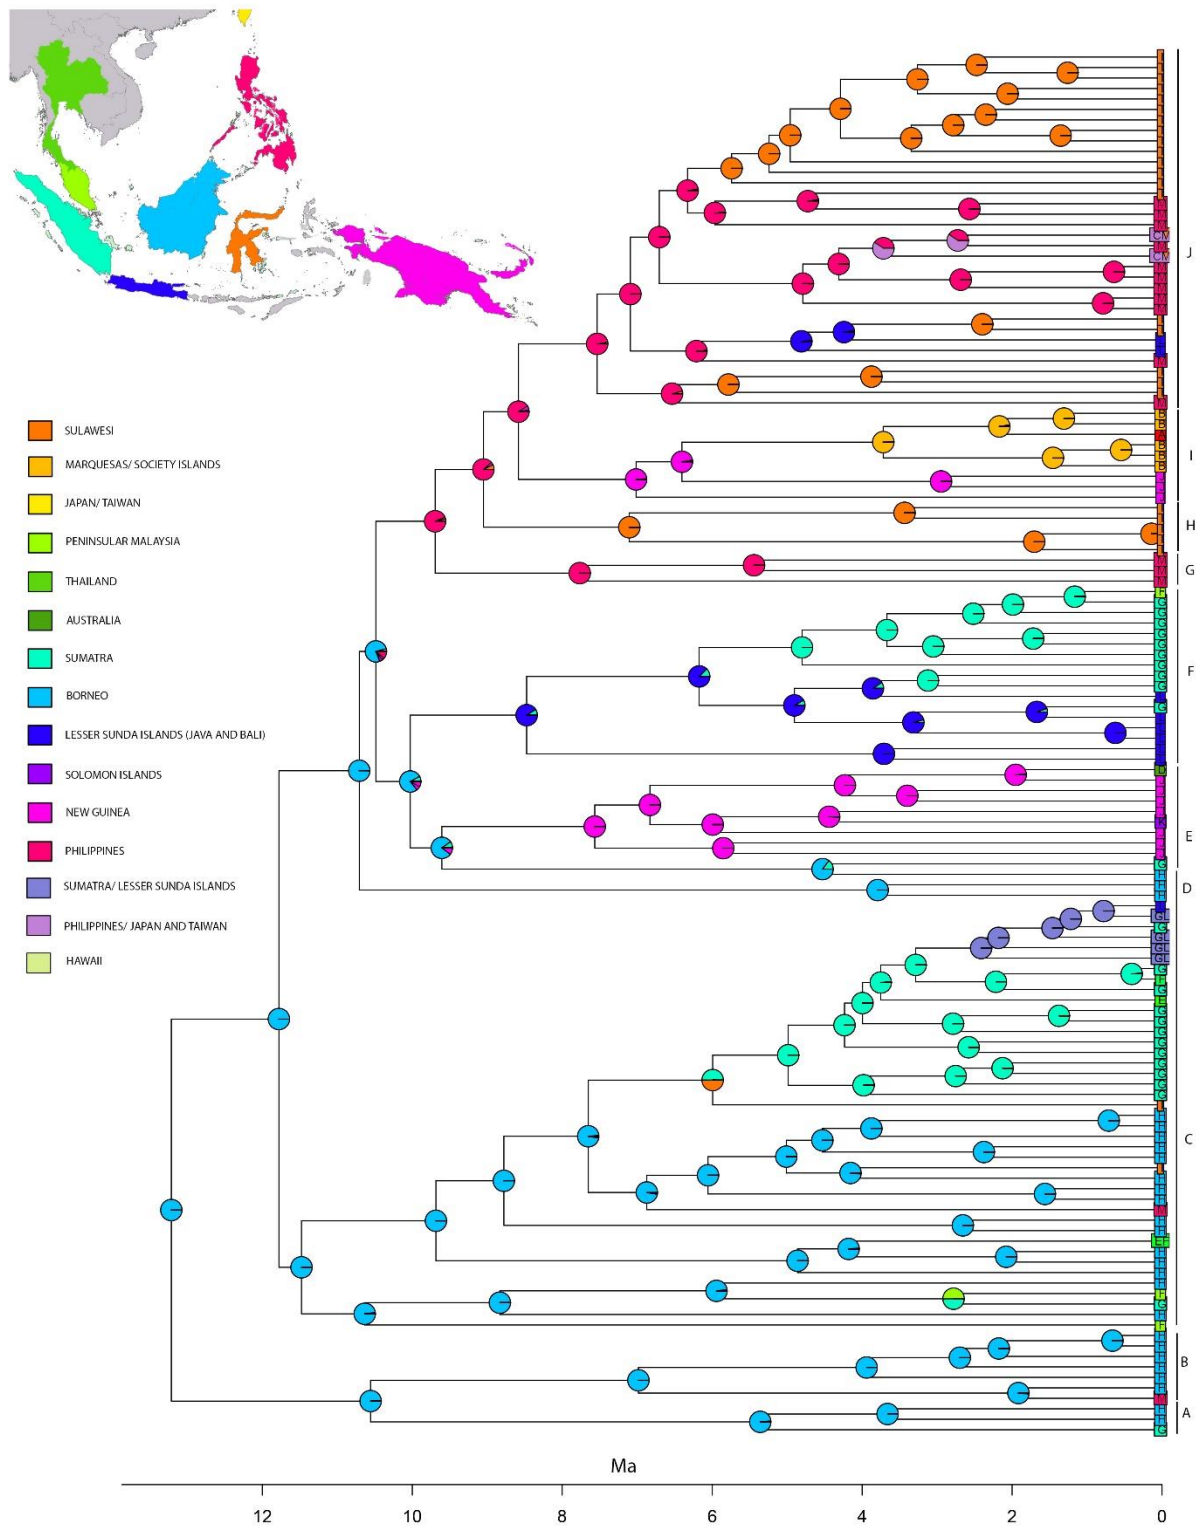 SULAWESI
MARQUESAS/ SOCIETY ISLANDS
JAPAN/ TAIWAN
PENINSULAR MALAYSIA
THAILAND
AUSTRALIA
SUMATRA
BORNEO
LESSER SUNDA ISLANDS (JAVA AND BALI)
SOLOMON ISLANDS
NEW GUINEA
PHILIPPINES
SUMATRA/ LESSER SUNDA ISLANDS
PHILIPPINES/ JAPAN AND TAIWAN
HAWAII
J
I
H
G
F
E
D
C
B
A
Ma
12 10 8 6 4 2 0